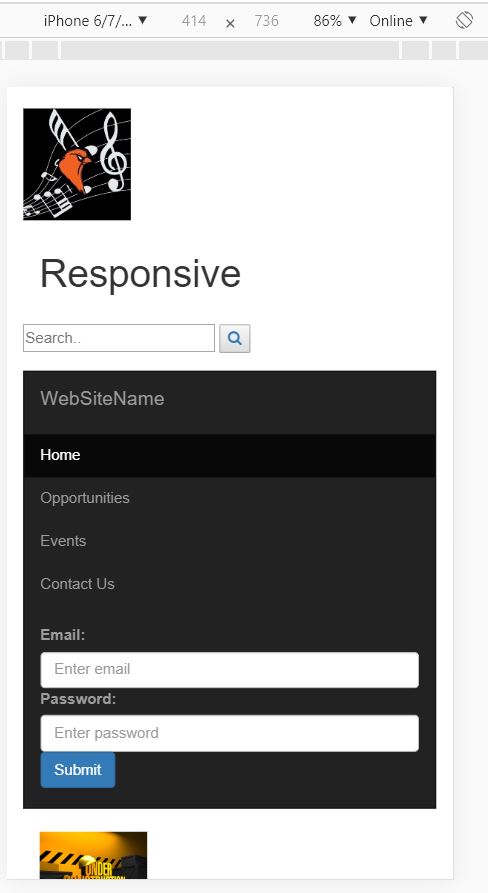 iPhone 6/7/... ▼ 414 × 736 86% ▼ Online ▼
Responsive
Search..
WebSiteName
Home
Opportunities
Events
Contact Us
Email:
Enter email
Password:
Enter password
Submit
UNDER